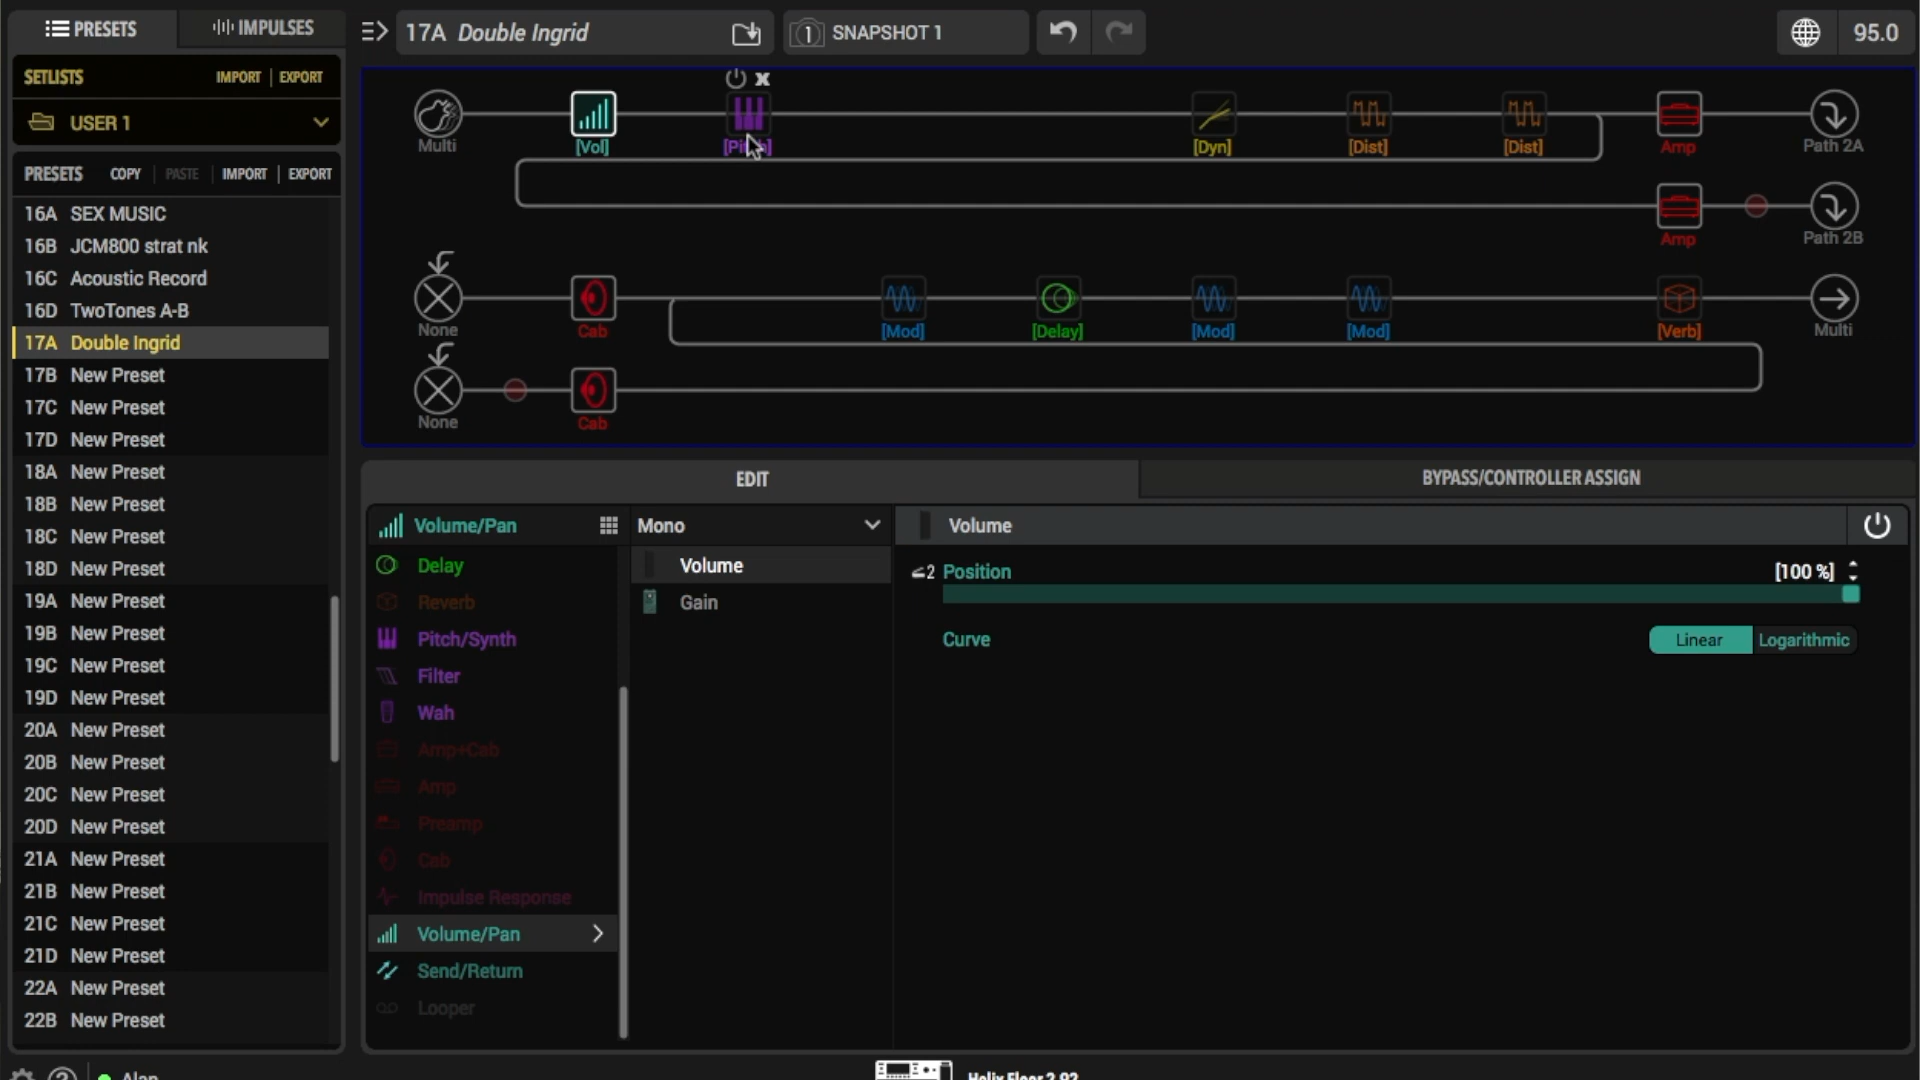 PRESETS
IMPULSES
17A Double Ingrid
1 SNAPSHOT 1
95.0
SETLISTS IMPORT | EXPORT
USER 1
PRESETS COPY | PASTE | IMPORT | EXPORT
16A SEX MUSIC
16B JCM800 strat nk
16C Acoustic Record
16D TwoTones A-B
17A Double Ingrid
17B New Preset
17C New Preset
17D New Preset
18A New Preset
18B New Preset
18C New Preset
18D New Preset
19A New Preset
19B New Preset
19C New Preset
19D New Preset
20A New Preset
20B New Preset
20C New Preset
20D New Preset
21A New Preset
21B New Preset
21C New Preset
21D New Preset
22A New Preset
22B New Preset
Multi [Vol] [Dyn] [Dist] [Dist] Amp Path 2A
Amp Path 2B
None Cab [Mod] [Delay] [Mod] [Mod] [Verb] Multi
None Cab
EDIT
BYPASS/CONTROLLER ASSIGN
Volume/Pan
Delay
Reverb
Pitch/Synth
Filter
Wah
Amp+Cab
Amp
Preamp
Cab
Impulse Response
Volume/Pan
Send/Return
Looper
Mono
Volume
Gain
Volume
2 Position [100 %]
Curve Linear Logarithmic
Alan
Helix Floor 2.92